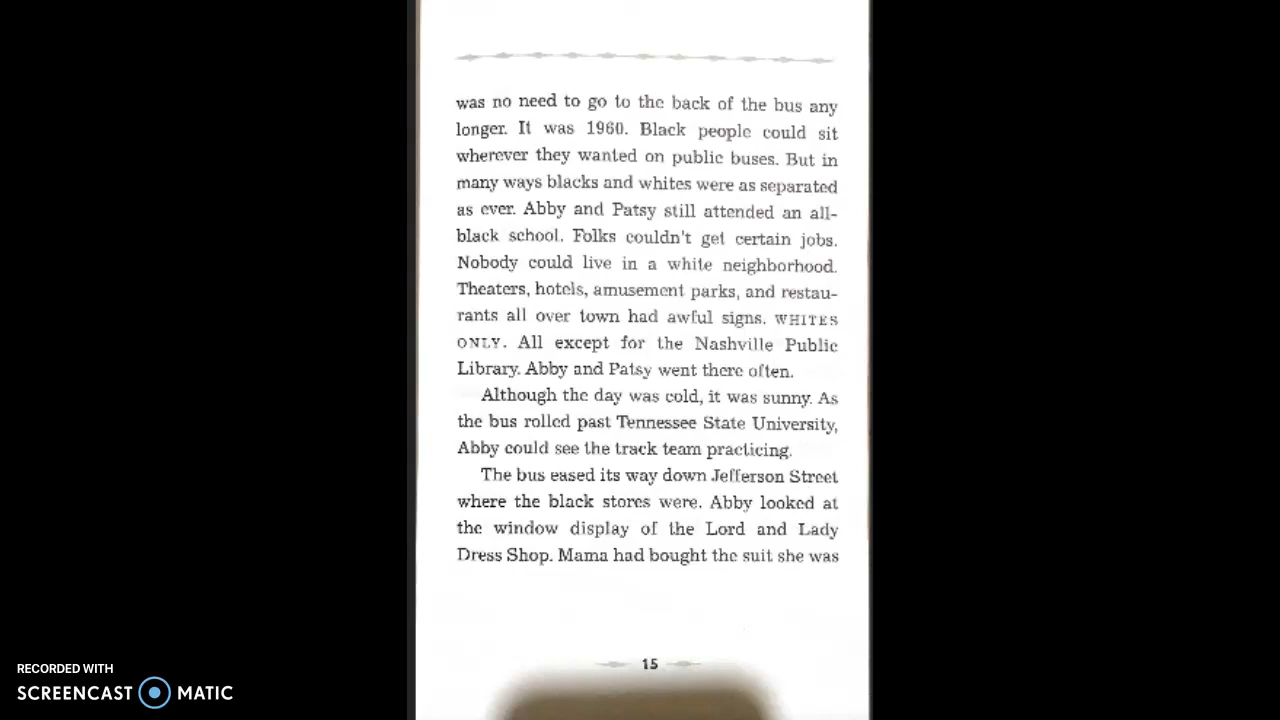 was no need to go to the back of the bus any
longer. It was 1960. Black people could sit
wherever they wanted on public buses. But in
many ways blacks and whites were as separated
as ever. Abby and Patsy still attended an all-
black school. Folks couldn't get certain jobs.
Nobody could live in a white neighborhood.
Theaters, hotels, amusement parks, and restau-
rants all over town had awful signs. WHITES
ONLY. All except for the Nashville Public
Library. Abby and Patsy went there often.
Although the day was cold, it was sunny. As
the bus rolled past Tennessee State University,
Abby could see the track team practicing.
The bus eased its way down Jefferson Street
where the black stores were. Abby looked at
the window display of the Lord and Lady
Dress Shop. Mama had bought the suit she was
15
RECORDED WITH
SCREENCAST MATIC